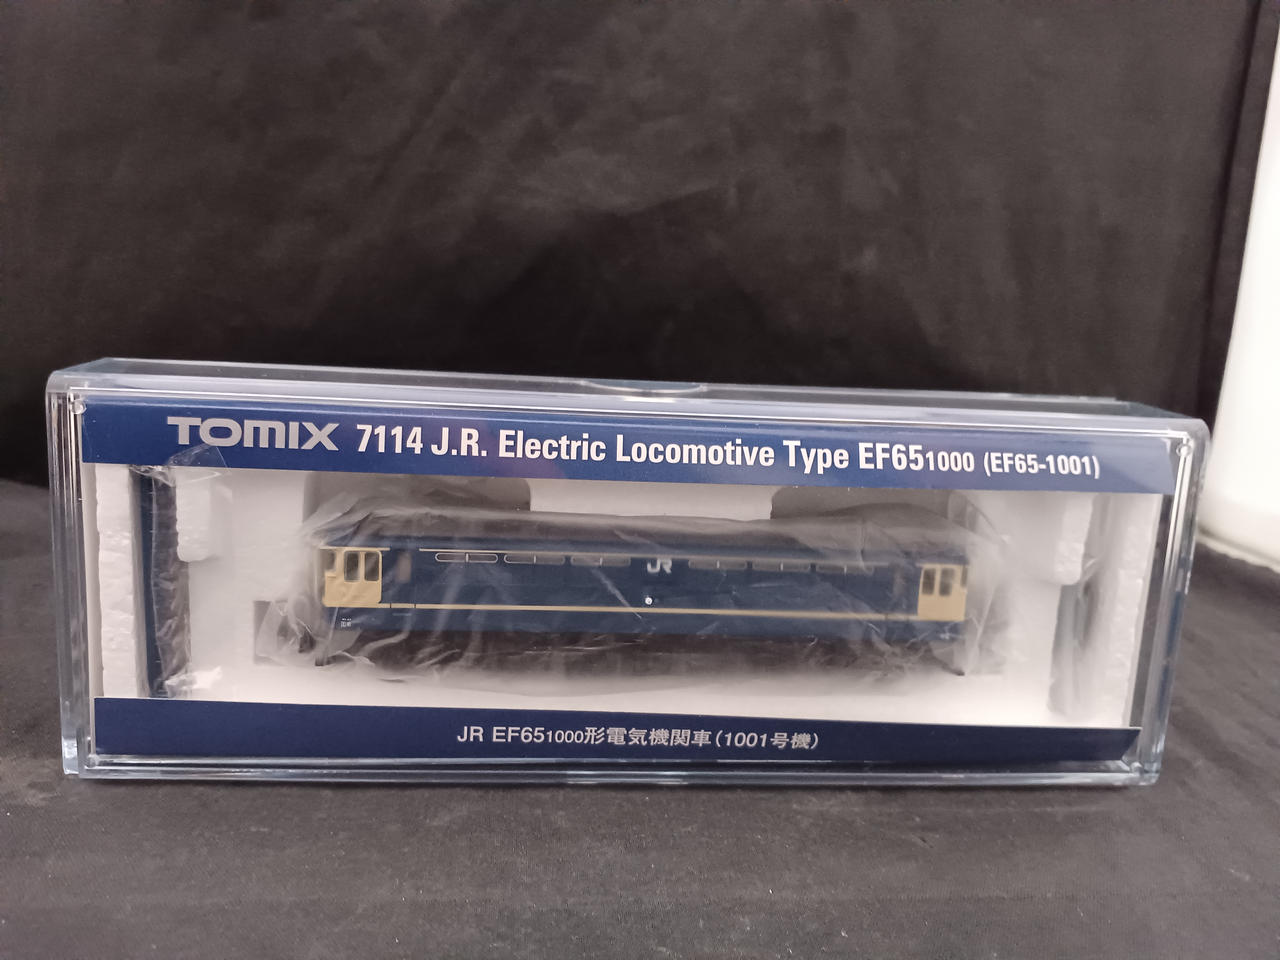 TOMIX 7114 J.R. Electric Locomotive Type EF651000 (EF65-1001)
JR
JR EF651000形電気機関車(1001号機)